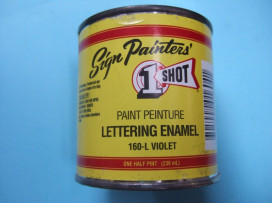 Sign Painters'
1 SHOT
PAINT PEINTURE
LETTERING ENAMEL
160-L VIOLET
ONE HALF PINT (236 mL)